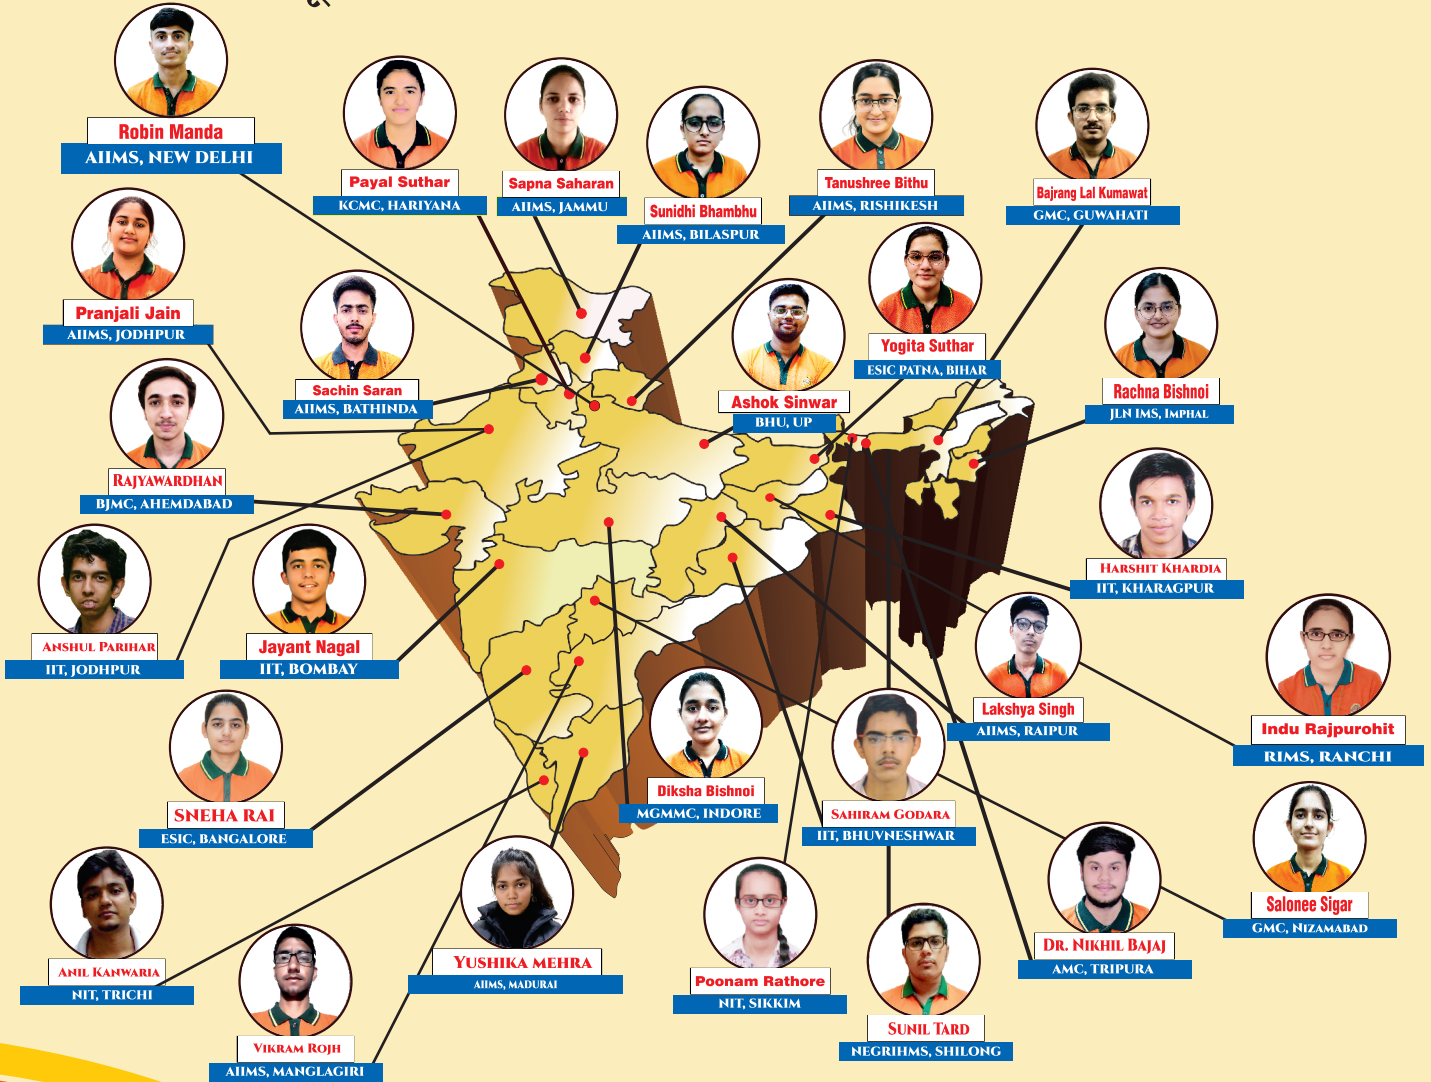 Robin Manda
AIIMS, NEW DELHI
Payal Suthar
KCMC, HARIYANA
Sapna Saharan
AIIMS, JAMMU
Sunidhi Bhambhu
AIIMS, BILASPUR
Tanushree Bithu
AIIMS, RISHIKESH
Bajrang Lal Kumawat
GMC, GUWAHATI
Pranjali Jain
AIIMS, JODHPUR
Sachin Saran
AIIMS, BATHINDA
Ashok Sinwar
BHU, UP
Yogita Suthar
ESIC PATNA, BIHAR
Rachna Bishnoi
JLN IMS, IMPHAL
RAJYAWARDHAN
BJMC, AHEMDABAD
HARSHIT KHARDIA
IIT, KHARAGPUR
ANSHUL PARIHAR
IIT, JODHPUR
Jayant Nagal
IIT, BOMBAY
Lakshya Singh
AIIMS, RAIPUR
Indu Rajpurohit
RIMS, RANCHI
SNEHA RAI
ESIC, BANGALORE
Diksha Bishnoi
MGMMC, INDORE
SAHIRAM GODARA
IIT, BHUVNESHWAR
Salonee Sigar
GMC, NIZAMABAD
ANIL KANWARIA
NIT, TRICHI
YUSHIKA MEHRA
AIIMS, MADURAI
Poonam Rathore
NIT, SIKKIM
DR. NIKHIL BAJAJ
AMC, TRIPURA
SUNIL TARD
NEGRIHMS, SHILONG
VIKRAM ROJH
AIIMS, MANGLAGIRI